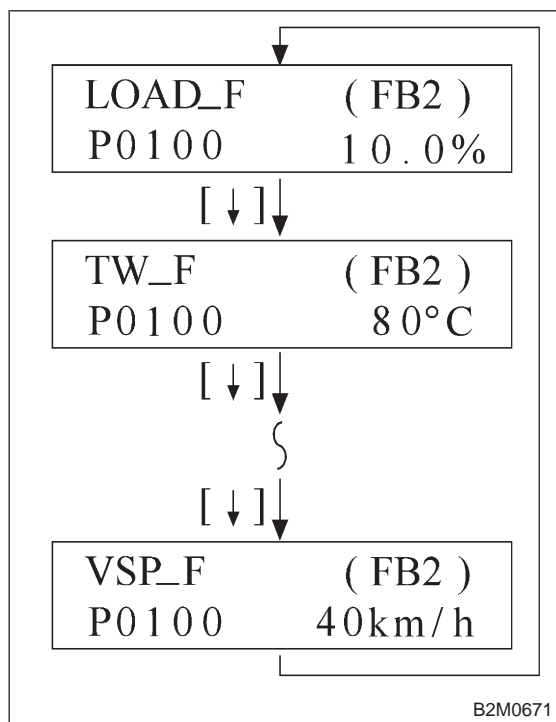 LOAD_F (FB2)
P0100 10.0%
[↓]
TW_F (FB2)
P0100 80°C
[↓]
[↓]
VSP_F (FB2)
P0100 40km/h
B2M0671